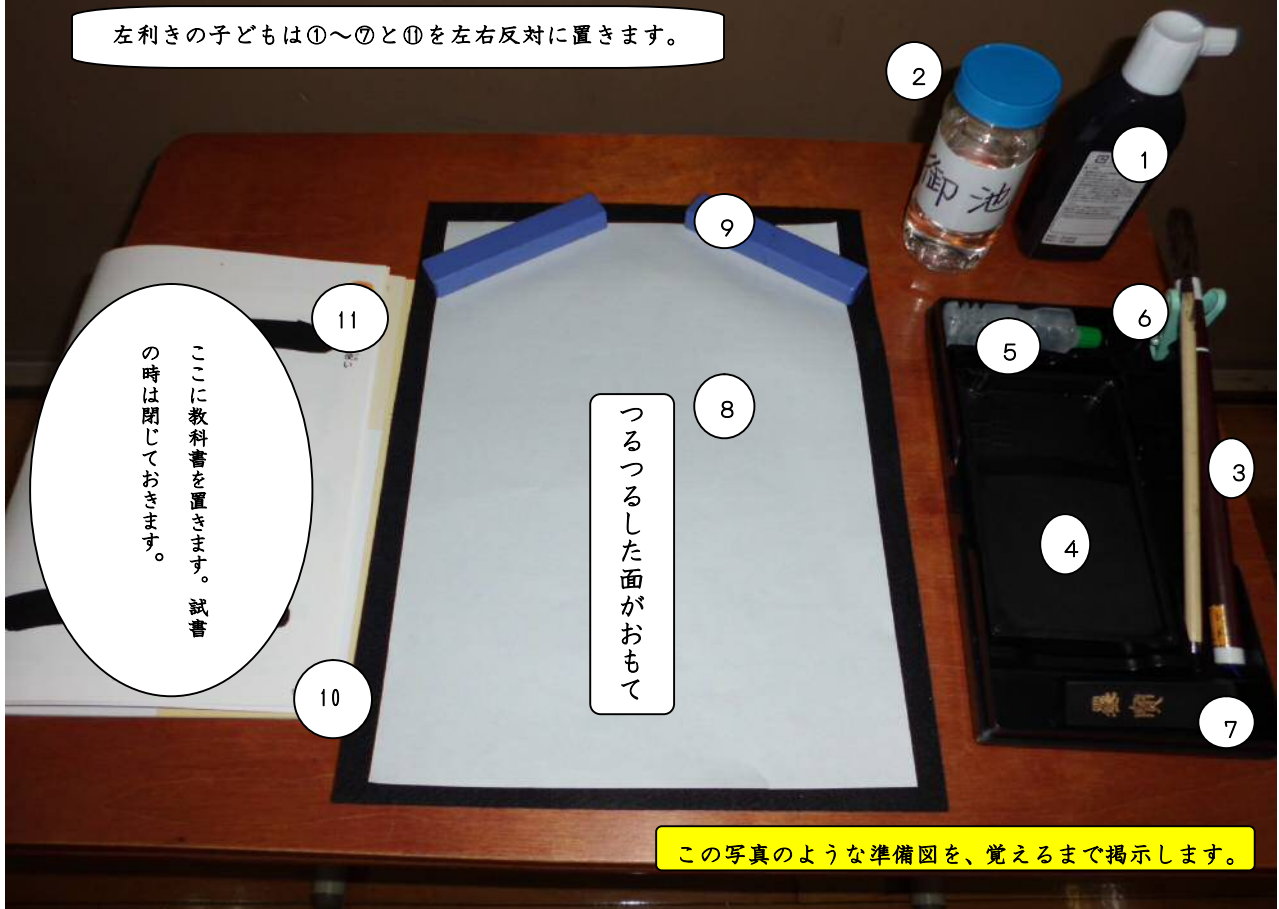 左利きの子どもは①～⑦と⑪を左右反対に置きます。
2
1
御池
9
11
6
5
使い
ここに教科書を置きます。試書
の時は閉じておきます。
8
つるつるした面がおもて
3
4
10
7
この写真のような準備図を、覚えるまで掲示します。